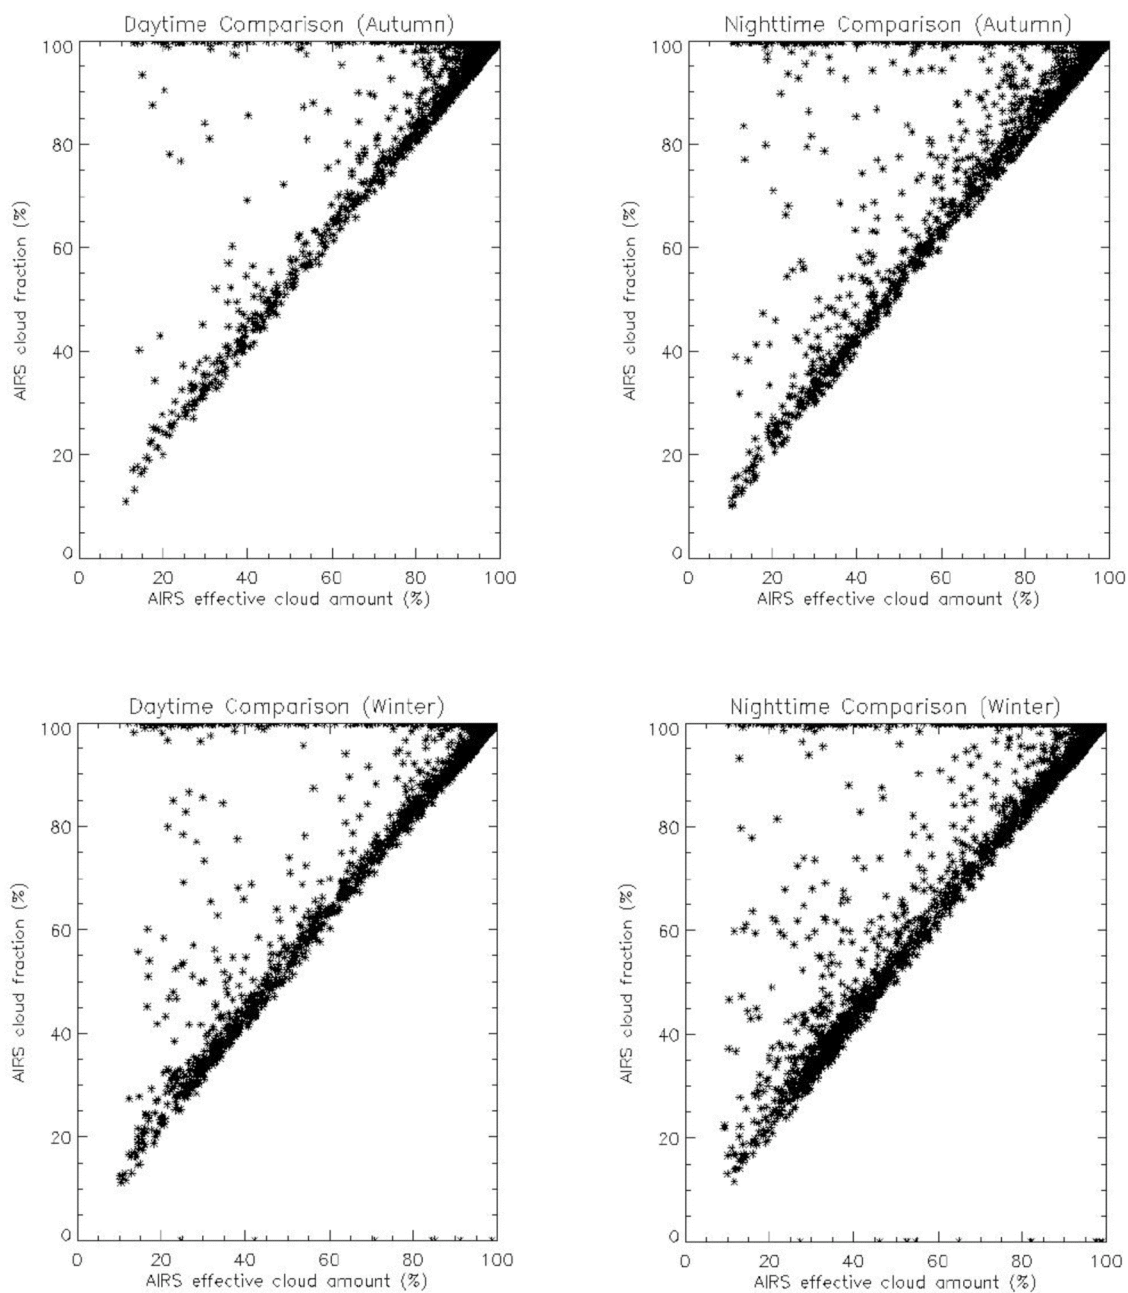 Daytime Comparison (Autumn)
100
80
60
40
20
0
0 20 40 60 80 100
AIRS effective cloud amount (%)
AIRS cloud fraction (%)
Nighttime Comparison (Autumn)
100
80
60
40
20
0
0 20 40 60 80 100
AIRS effective cloud amount (%)
AIRS cloud fraction (%)
Daytime Comparison (Winter)
100
80
60
40
20
0
0 20 40 60 80 100
AIRS effective cloud amount (%)
AIRS cloud fraction (%)
Nighttime Comparison (Winter)
100
80
60
40
20
0
0 20 40 60 80 100
AIRS effective cloud amount (%)
AIRS cloud fraction (%)